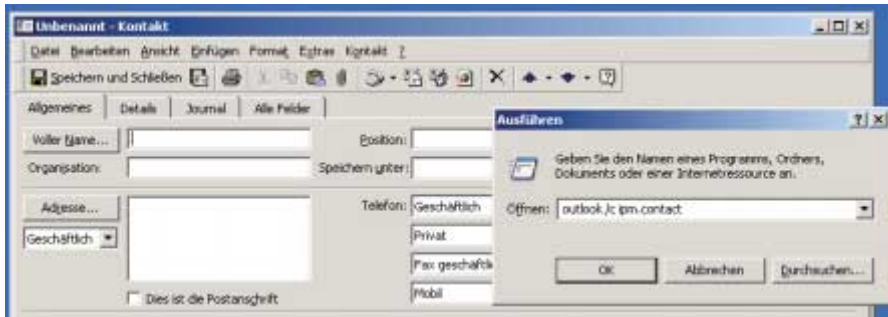 Unbenannt - Kontakt
Datei Bearbeiten Ansicht Einfügen Format Extras Kontakt ?
Speichern und Schließen
Allgemeines Details Journal Alle Felder
Voller Name... Position:
Organisation: Speichern unter:
Adresse... Telefon: Geschäftlich
Geschäftlich Privat
Fax geschäftli
Mobil
Dies ist die Postanschrift
Ausführen
Geben Sie den Namen eines Programms, Ordners,
Dokuments oder einer Internetressource an.
Öffnen: outlook /c ipm.contact
OK Abbrechen Durchsuchen...